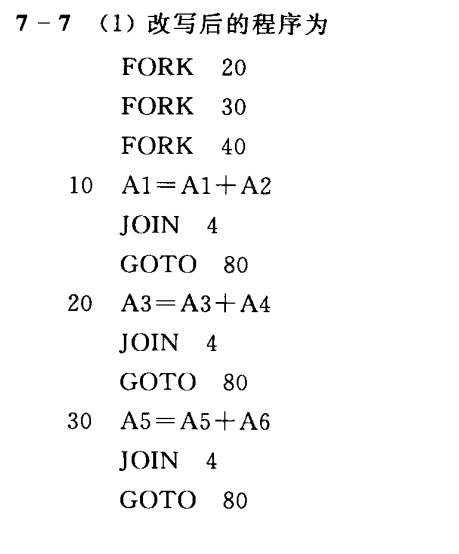 7-7 (1) 改写后的程序为
FORK 20
FORK 30
FORK 40
10 A1=A1+A2
JOIN 4
GOTO 80
20 A3=A3+A4
JOIN 4
GOTO 80
30 A5=A5+A6
JOIN 4
GOTO 80